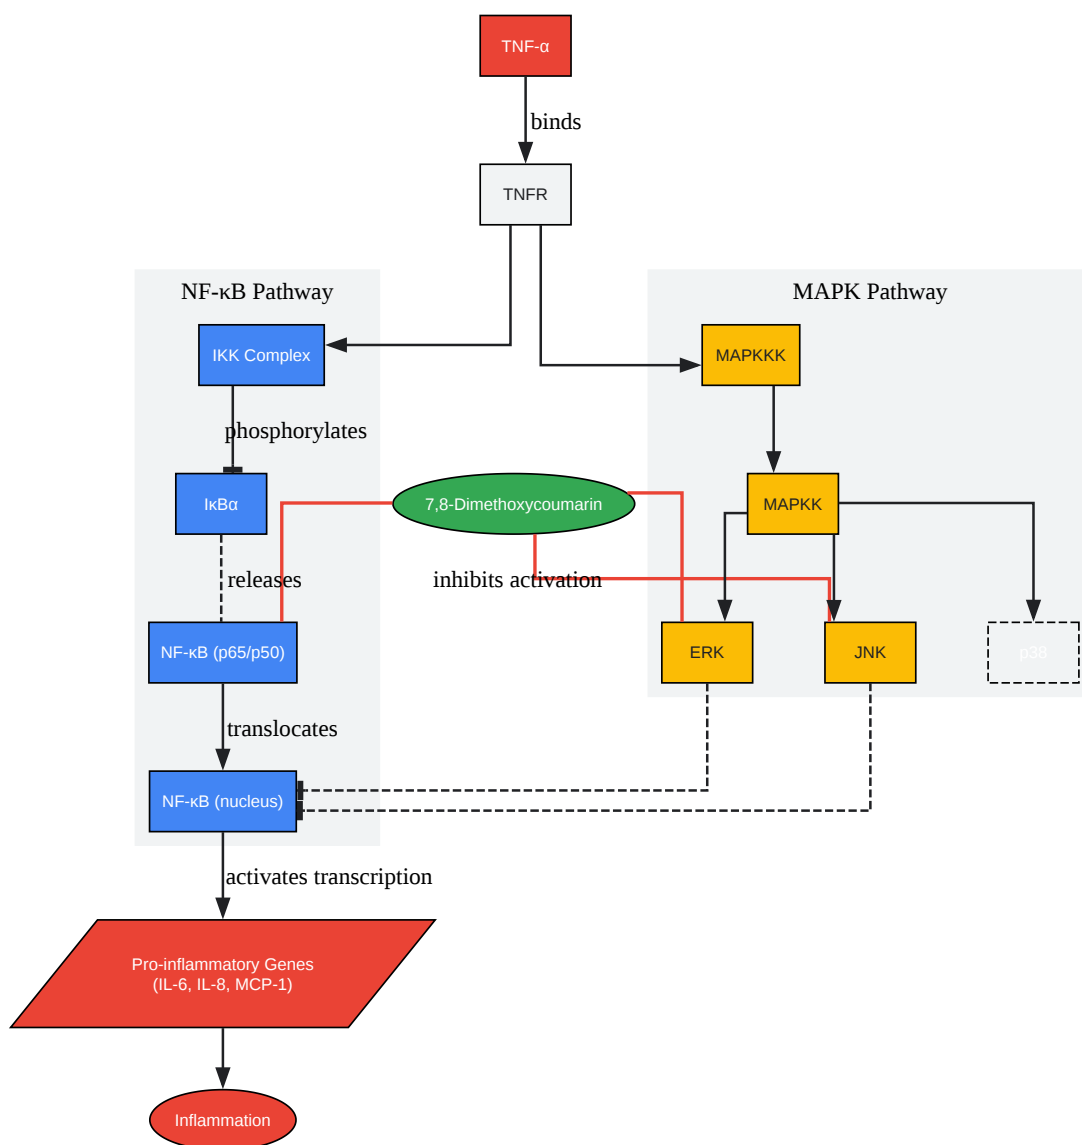 TNF-α
binds
TNFR
NF-κB Pathway
MAPK Pathway
IKK Complex
MAPKKK
phosphorylates
IκBα
7,8-Dimethoxycoumarin
MAPKK
releases
inhibits activation
NF-κB (p65/p50)
ERK
JNK
p38
translocates
NF-κB (nucleus)
activates transcription
Pro-inflammatory Genes
(IL-6, IL-8, MCP-1)
Inflammation